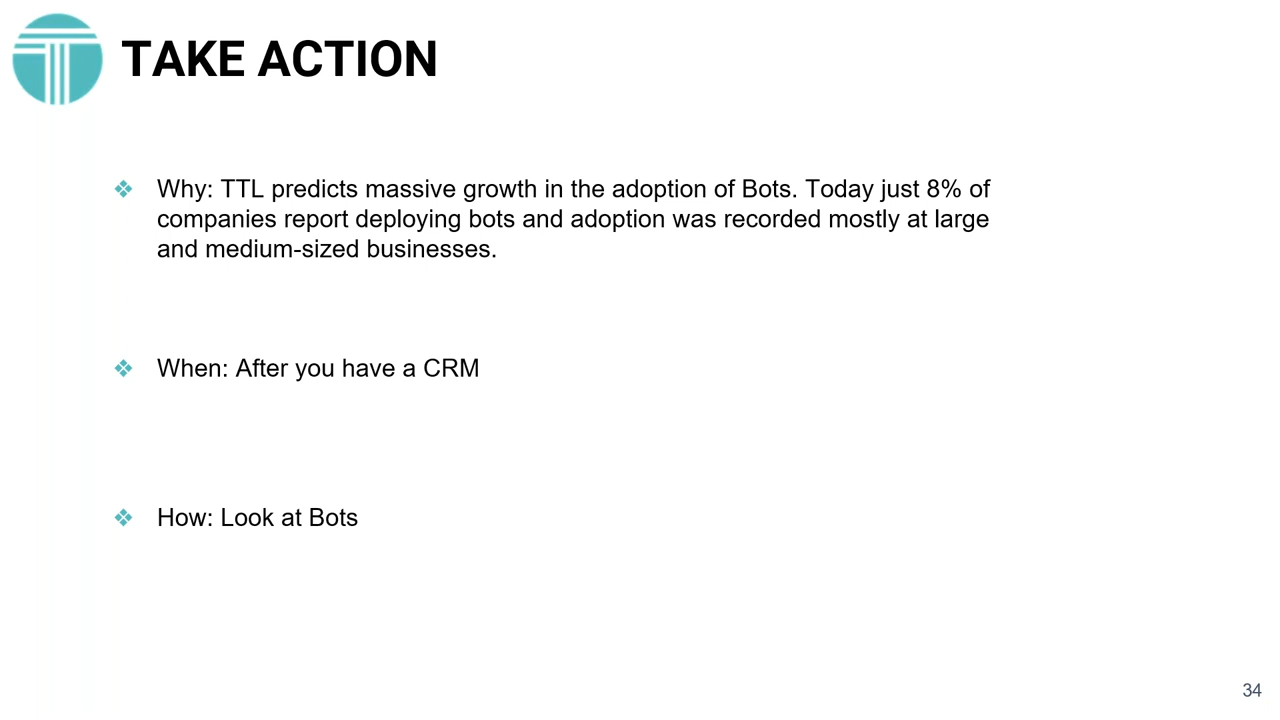 TAKE ACTION
❖ Why: TTL predicts massive growth in the adoption of Bots. Today just 8% of
companies report deploying bots and adoption was recorded mostly at large
and medium-sized businesses.
❖ When: After you have a CRM
❖ How: Look at Bots
34